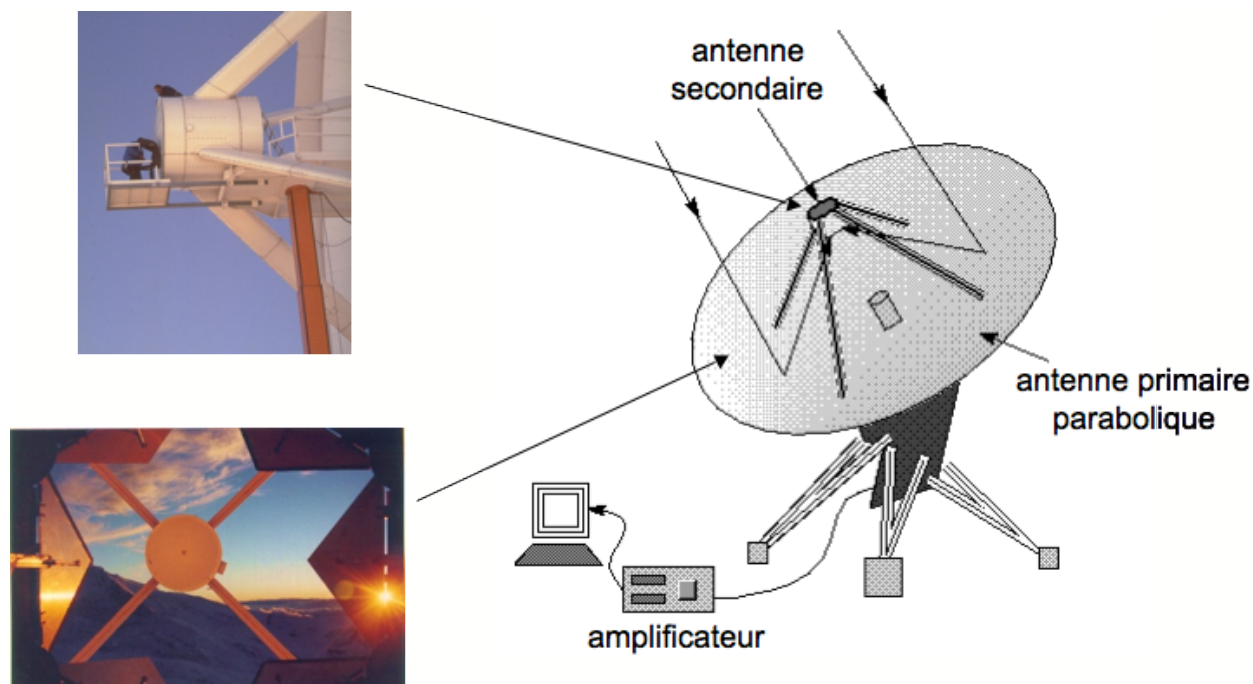 antenne
secondaire
antenne primaire
parabolique
amplificateur